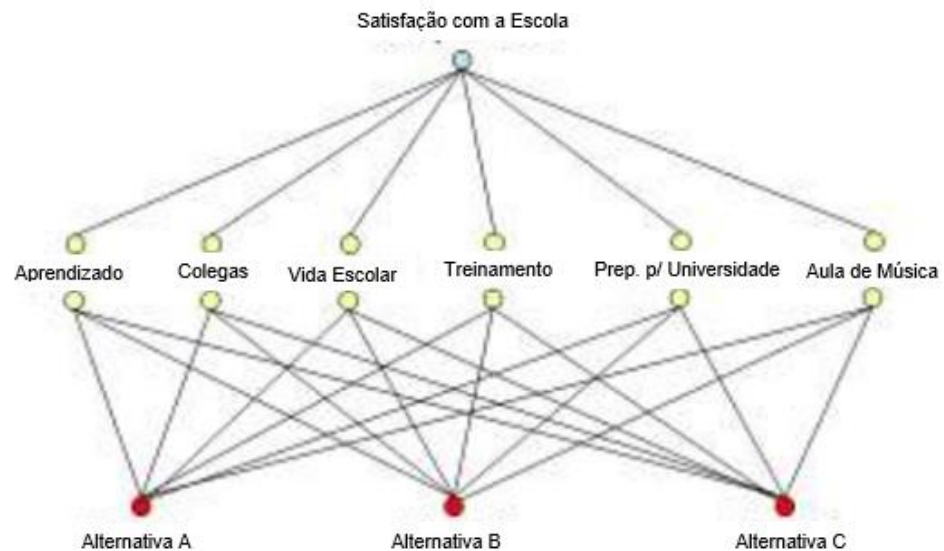 Satisfação com a Escola
Aprendizado
Colegas
Vida Escolar
Treinamento
Prep. p/ Universidade
Aula de Música
Alternativa A
Alternativa B
Alternativa C